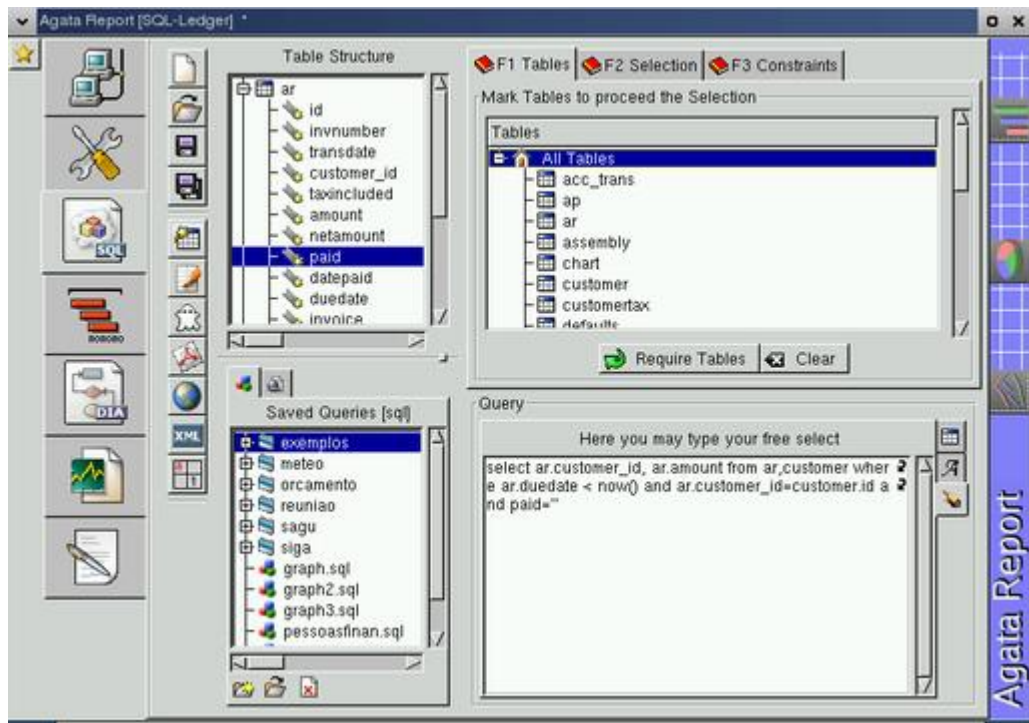 Agata Report [SQL-Ledger] *
Table Structure
ar
id
invnumber
transdate
customer_id
taxincluded
amount
netamount
paid
datepaid
duedate
invoice
F1 Tables
F2 Selection
F3 Constraints
Mark Tables to proceed the Selection
Tables
All Tables
acc_trans
ap
ar
assembly
chart
customer
customertax
defaults
Require Tables
Clear
SQL
DIA
XML
Saved Queries [sql]
exemplos
meteo
orcamento
reuniao
sagu
siga
graph.sql
graph2.sql
graph3.sql
pessoasfinan.sql
Query
Here you may type your free select
select ar.customer_id, ar.amount from ar,customer wher
e ar.duedate < now() and ar.customer_id=customer.id a
nd paid=''
Agata Report